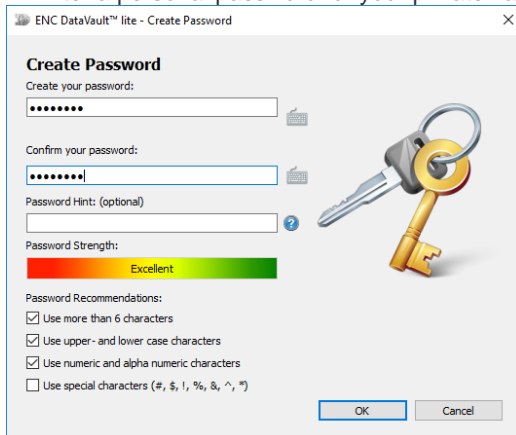 ENC DataVault™ lite - Create Password
Create Password
Create your password:
Confirm your password:
Password Hint: (optional)
Password Strength:
Excellent
Password Recommendations:
Use more than 6 characters
Use upper- and lower case characters
Use numeric and alpha numeric characters
Use special characters (#, $, !, %, &, ^, *)
OK Cancel